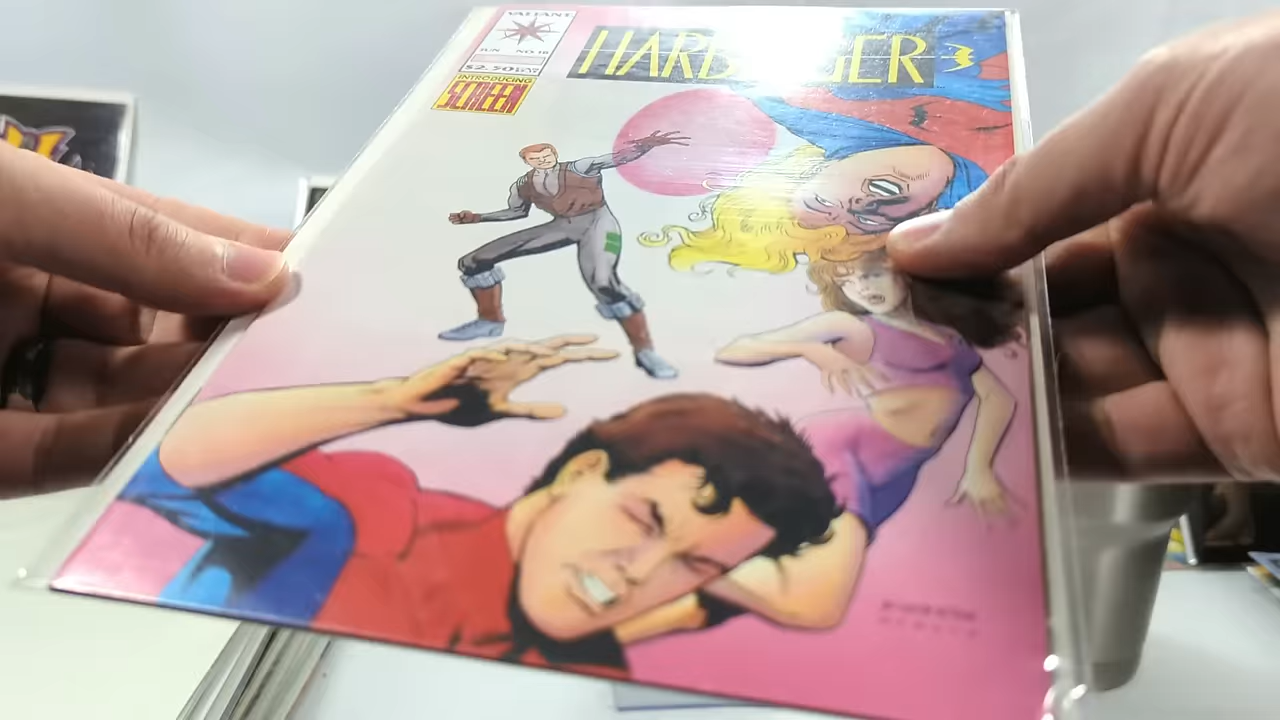 VALIANT
JUN NO. 18
$2.50
HARBINGER
INTRODUCING
SCREEN